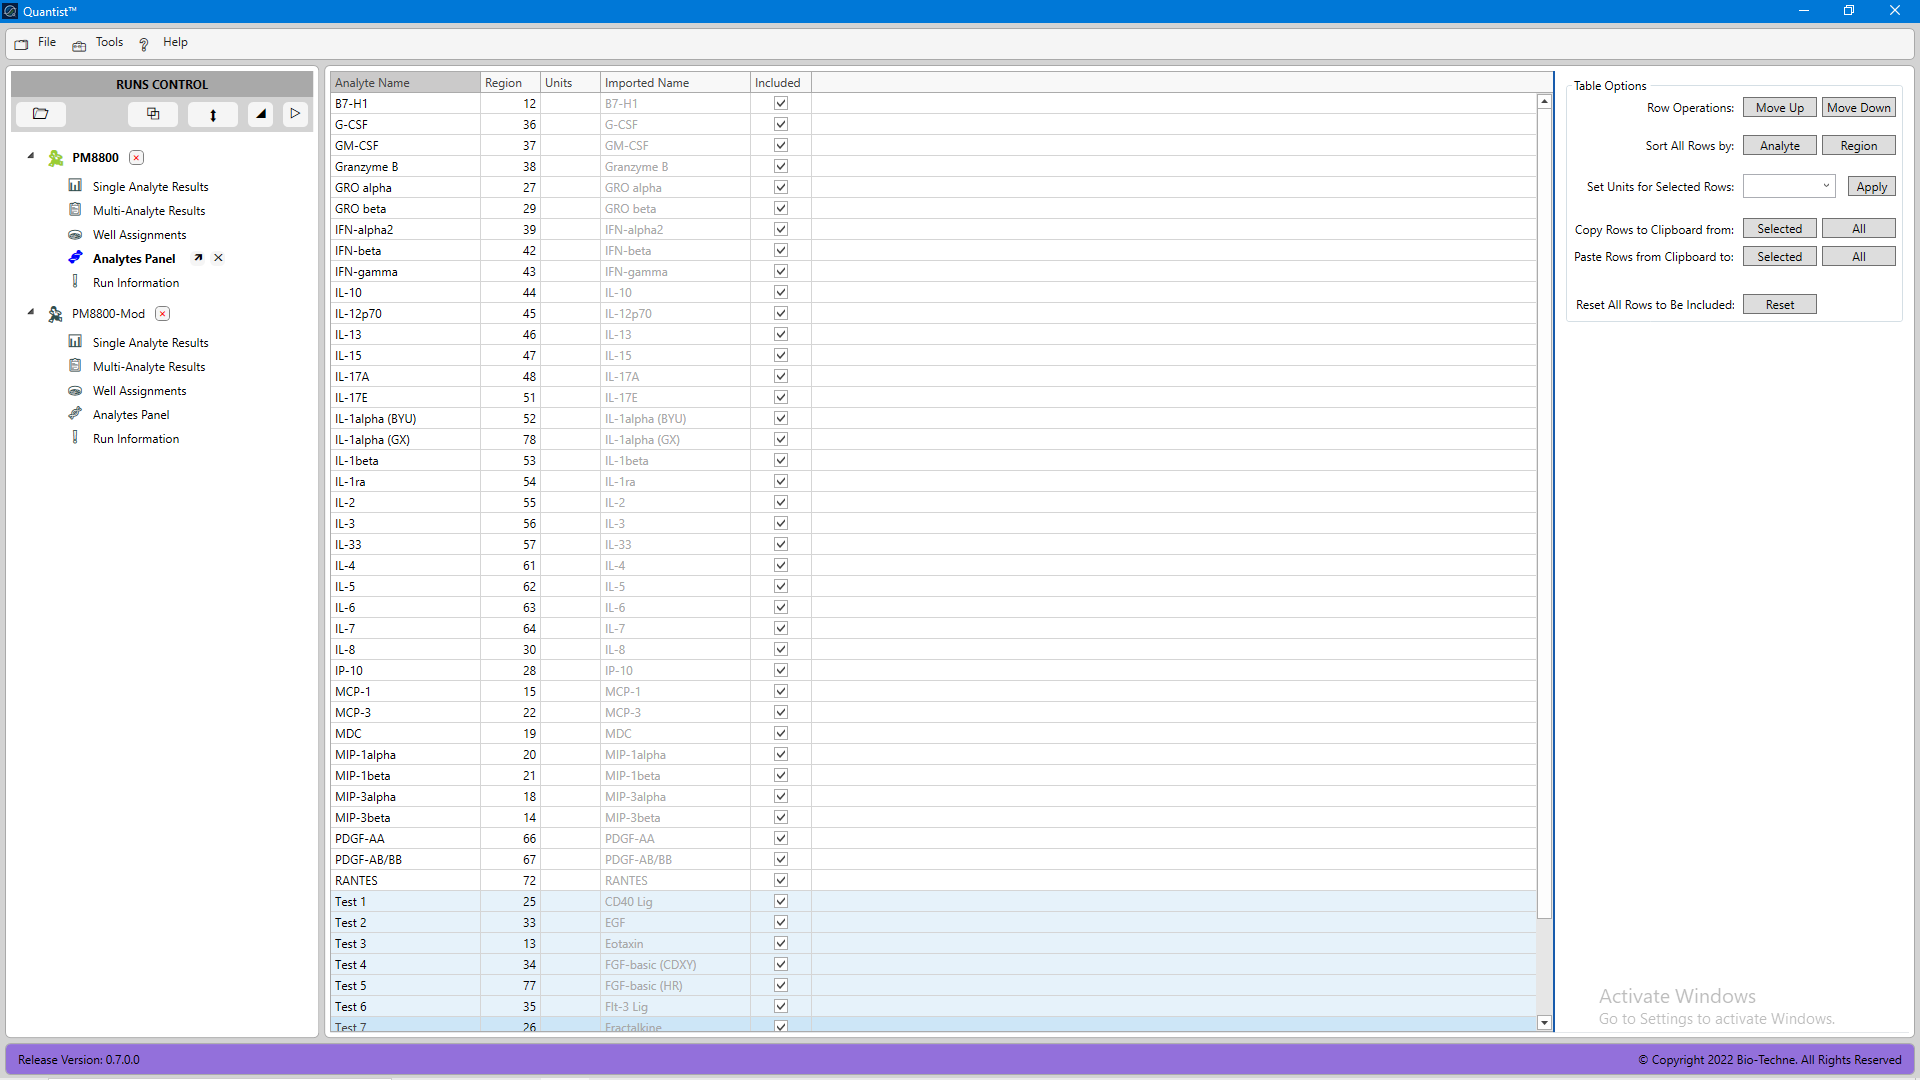 Quantist™
File Tools Help
RUNS CONTROL
PM8800
Single Analyte Results
Multi-Analyte Results
Well Assignments
Analytes Panel
Run Information
PM8800-Mod
Single Analyte Results
Multi-Analyte Results
Well Assignments
Analytes Panel
Run Information
Analyte Name Region Units Imported Name Included
B7-H1 12 B7-H1
G-CSF 36 G-CSF
GM-CSF 37 GM-CSF
Granzyme B 38 Granzyme B
GRO alpha 27 GRO alpha
GRO beta 29 GRO beta
IFN-alpha2 39 IFN-alpha2
IFN-beta 42 IFN-beta
IFN-gamma 43 IFN-gamma
IL-10 44 IL-10
IL-12p70 45 IL-12p70
IL-13 46 IL-13
IL-15 47 IL-15
IL-17A 48 IL-17A
IL-17E 51 IL-17E
IL-1alpha (BYU) 52 IL-1alpha (BYU)
IL-1alpha (GX) 78 IL-1alpha (GX)
IL-1beta 53 IL-1beta
IL-1ra 54 IL-1ra
IL-2 55 IL-2
IL-3 56 IL-3
IL-33 57 IL-33
IL-4 61 IL-4
IL-5 62 IL-5
IL-6 63 IL-6
IL-7 64 IL-7
IL-8 30 IL-8
IP-10 28 IP-10
MCP-1 15 MCP-1
MCP-3 22 MCP-3
MDC 19 MDC
MIP-1alpha 20 MIP-1alpha
MIP-1beta 21 MIP-1beta
MIP-3alpha 18 MIP-3alpha
MIP-3beta 14 MIP-3beta
PDGF-AA 66 PDGF-AA
PDGF-AB/BB 67 PDGF-AB/BB
RANTES 72 RANTES
Test 1 25 CD40 Lig
Test 2 33 EGF
Test 3 13 Eotaxin
Test 4 34 FGF-basic (CDXY)
Test 5 77 FGF-basic (HR)
Test 6 35 Flt-3 Lig
Test 7 26 Fractalkine
Table Options
Row Operations: Move Up Move Down
Sort All Rows by: Analyte Region
Set Units for Selected Rows: Apply
Copy Rows to Clipboard from: Selected All
Paste Rows from Clipboard to: Selected All
Reset All Rows to Be Included: Reset
Activate Windows
Go to Settings to activate Windows.
Release Version: 0.7.0.0
© Copyright 2022 Bio-Techne. All Rights Reserved